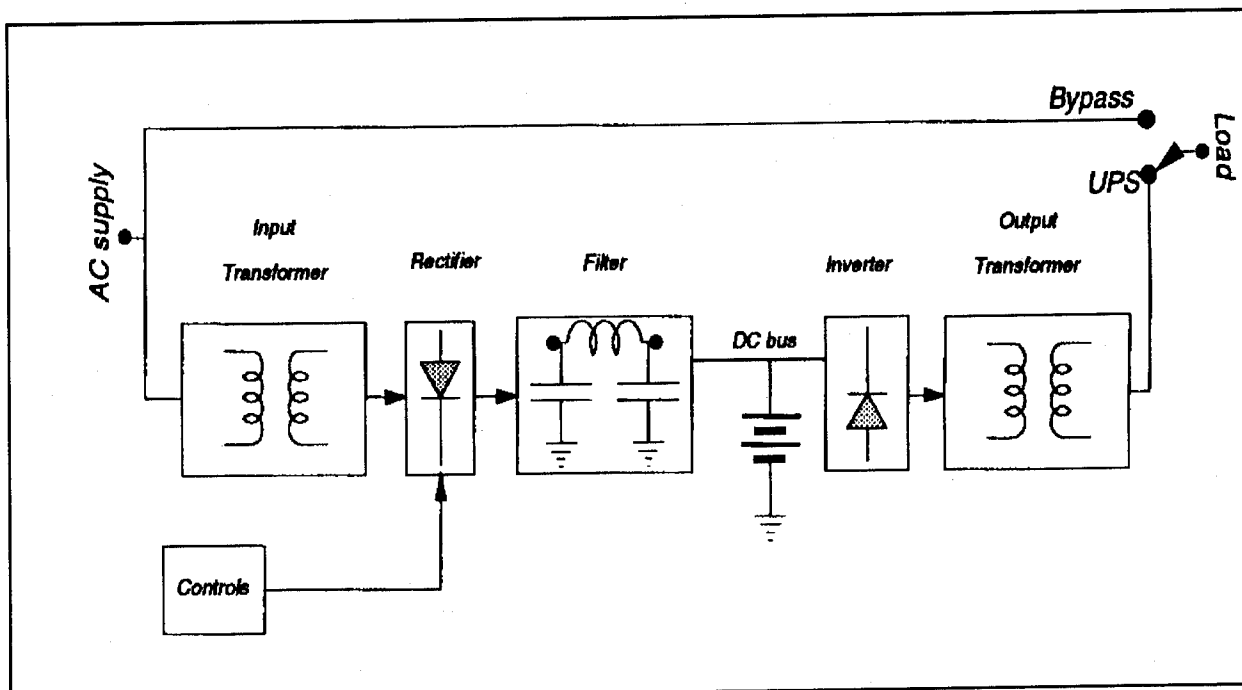 Bypass
Load
UPS
AC supply
Input
Transformer
Rectifier
Filter
Inverter
Output
Transformer
DC bus
Controls